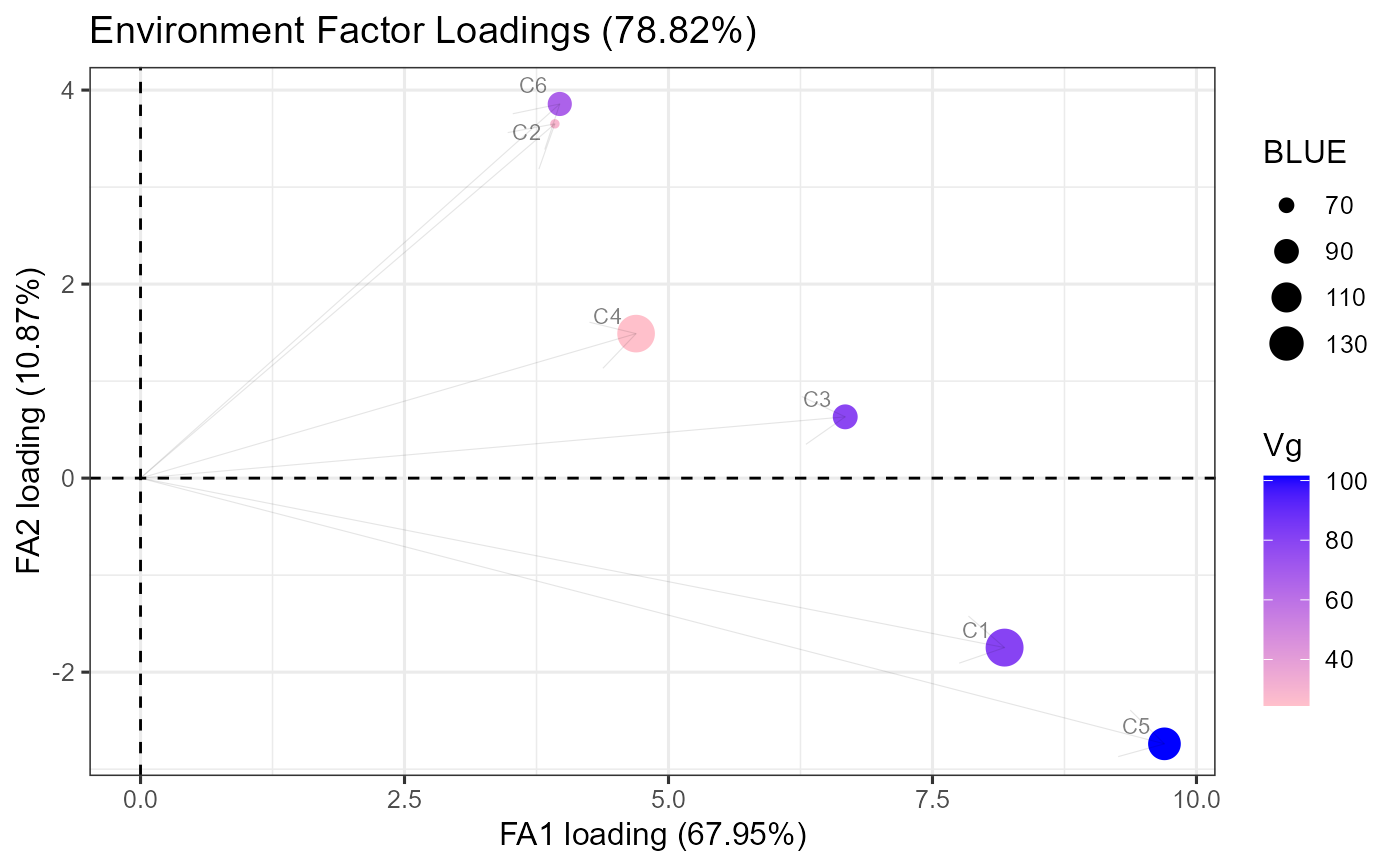 Environment Factor Loadings (78.82%)
FA2 loading (10.87%)
4
2
0
-2
C6
C2
C4
C3
C1
C5
0.0
2.5
5.0
7.5
10.0
FA1 loading (67.95%)
BLUE
70
90
110
130
Vg
100
80
60
40